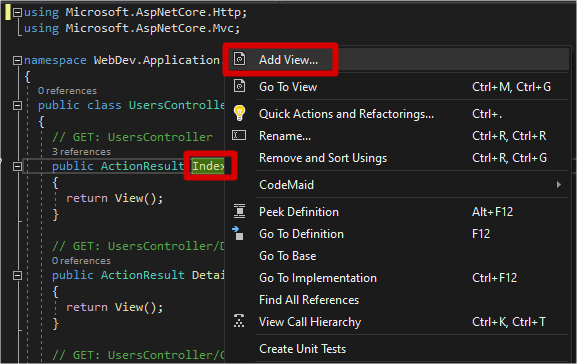 using Microsoft.AspNetCore.Http;
using Microsoft.AspNetCore.Mvc;
namespace WebDev.Application.
{
0 references
public class UsersController
{
// GET: UsersController
3 references
public ActionResult Index
{
return View();
}
// GET: UsersController/D
0 references
public ActionResult Detai
{
return View();
}
// GET: UsersController/C
Add View...
Go To View Ctrl+M, Ctrl+G
Quick Actions and Refactorings... Ctrl+.
Rename... Ctrl+R, Ctrl+R
Remove and Sort Usings Ctrl+R, Ctrl+G
CodeMaid
Peek Definition Alt+F12
Go To Definition F12
Go To Base
Go To Implementation Ctrl+F12
Find All References
View Call Hierarchy Ctrl+K, Ctrl+T
Create Unit Tests